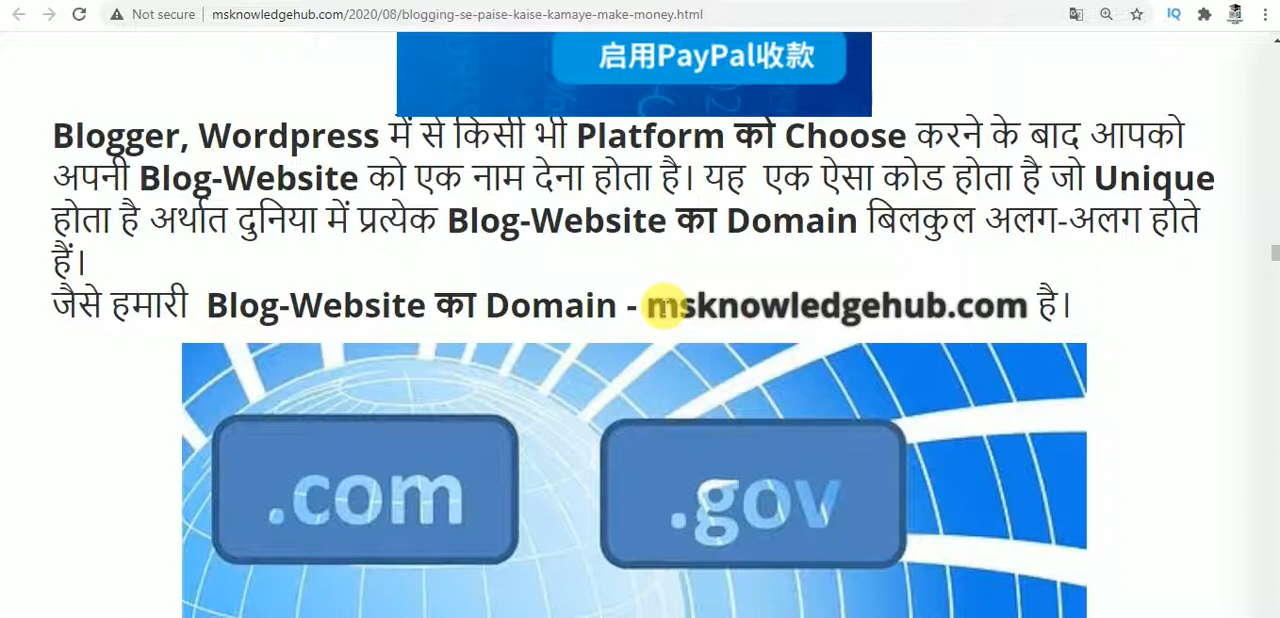 Not secure | msknowledgehub.com/2020/08/blogging-se-paise-kaise-kamaye-make-money.html
IQ
启用PayPal收款
Blogger, Wordpress में से किसी भी Platform को Choose करने के बाद आपको
अपनी Blog-Website को एक नाम देना होता है। यह एक ऐसा कोड होता है जो Unique
होता है अर्थात दुनिया में प्रत्येक Blog-Website का Domain बिलकुल अलग-अलग होते
हैं।
जैसे हमारी Blog-Website का Domain - msknowledgehub.com है।
.com .gov